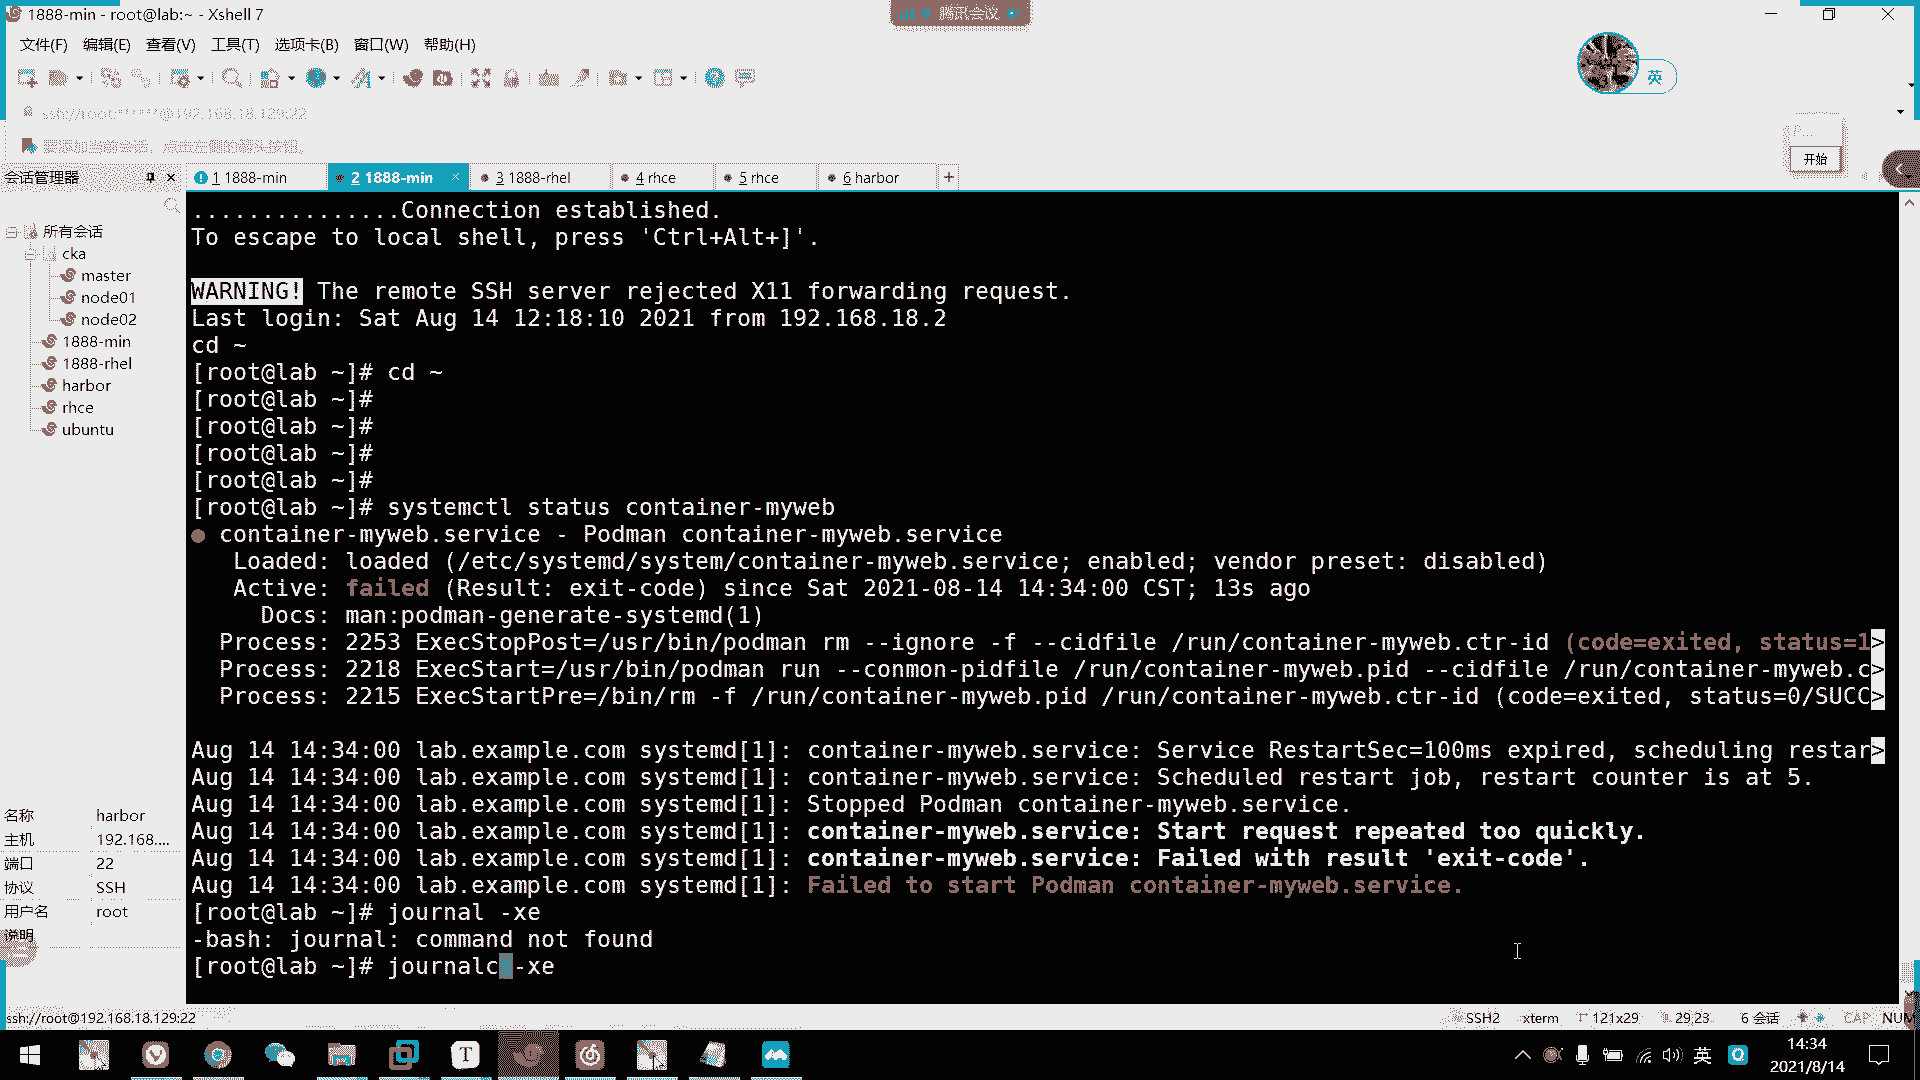 1888-min - root@lab:~ - Xshell 7
腾讯会议
文件(F) 编辑(E) 查看(V) 工具(T) 选项卡(B) 窗口(W) 帮助(H)
英
ssh://root:******@192.168.18.129:22
要添加当前会话，点击左侧的箭头按钮。
开始
会话管理器
1 1888-min
2 1888-min
3 1888-rhel
4 rhce
5 rhce
6 harbor
所有会话
cka
master
node01
node02
1888-min
1888-rhel
harbor
rhce
ubuntu
名称 harbor
主机 192.168....
端口 22
协议 SSH
用户名 root
说明
...............Connection established.
To escape to local shell, press 'Ctrl+Alt+]'.
WARNING! The remote SSH server rejected X11 forwarding request.
Last login: Sat Aug 14 12:18:10 2021 from 192.168.18.2
cd ~
[root@lab ~]# cd ~
[root@lab ~]#
[root@lab ~]#
[root@lab ~]#
[root@lab ~]#
[root@lab ~]# systemctl status container-myweb
● container-myweb.service - Podman container-myweb.service
Loaded: loaded (/etc/systemd/system/container-myweb.service; enabled; vendor preset: disabled)
Active: failed (Result: exit-code) since Sat 2021-08-14 14:34:00 CST; 13s ago
Docs: man:podman-generate-systemd(1)
Process: 2253 ExecStopPost=/usr/bin/podman rm --ignore -f --cidfile /run/container-myweb.ctr-id (code=exited, status=1>
Process: 2218 ExecStart=/usr/bin/podman run --conmon-pidfile /run/container-myweb.pid --cidfile /run/container-myweb.c>
Process: 2215 ExecStartPre=/bin/rm -f /run/container-myweb.pid /run/container-myweb.ctr-id (code=exited, status=0/SUCC>
Aug 14 14:34:00 lab.example.com systemd[1]: container-myweb.service: Service RestartSec=100ms expired, scheduling restar>
Aug 14 14:34:00 lab.example.com systemd[1]: container-myweb.service: Scheduled restart job, restart counter is at 5.
Aug 14 14:34:00 lab.example.com systemd[1]: Stopped Podman container-myweb.service.
Aug 14 14:34:00 lab.example.com systemd[1]: container-myweb.service: Start request repeated too quickly.
Aug 14 14:34:00 lab.example.com systemd[1]: container-myweb.service: Failed with result 'exit-code'.
Aug 14 14:34:00 lab.example.com systemd[1]: Failed to start Podman container-myweb.service.
[root@lab ~]# journal -xe
-bash: journal: command not found
[root@lab ~]# journalc -xe
ssh://root@192.168.18.129:22
SSH2 xterm 121x29 29,23 6 会话 CAP NUM
英
14:34
2021/8/14